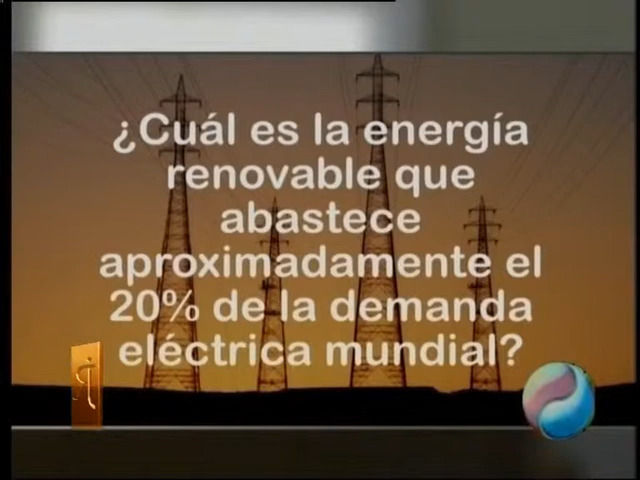 ¿Cuál es la energía
renovable que
abastece
aproximadamente el
20% de la demanda
eléctrica mundial?